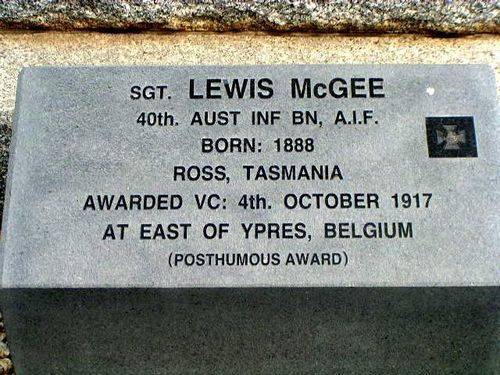 SGT. LEWIS McGEE
40th. AUST INF BN, A.I.F.
BORN: 1888
ROSS, TASMANIA
AWARDED VC: 4th. OCTOBER 1917
AT EAST OF YPRES, BELGIUM
(POSTHUMOUS AWARD)